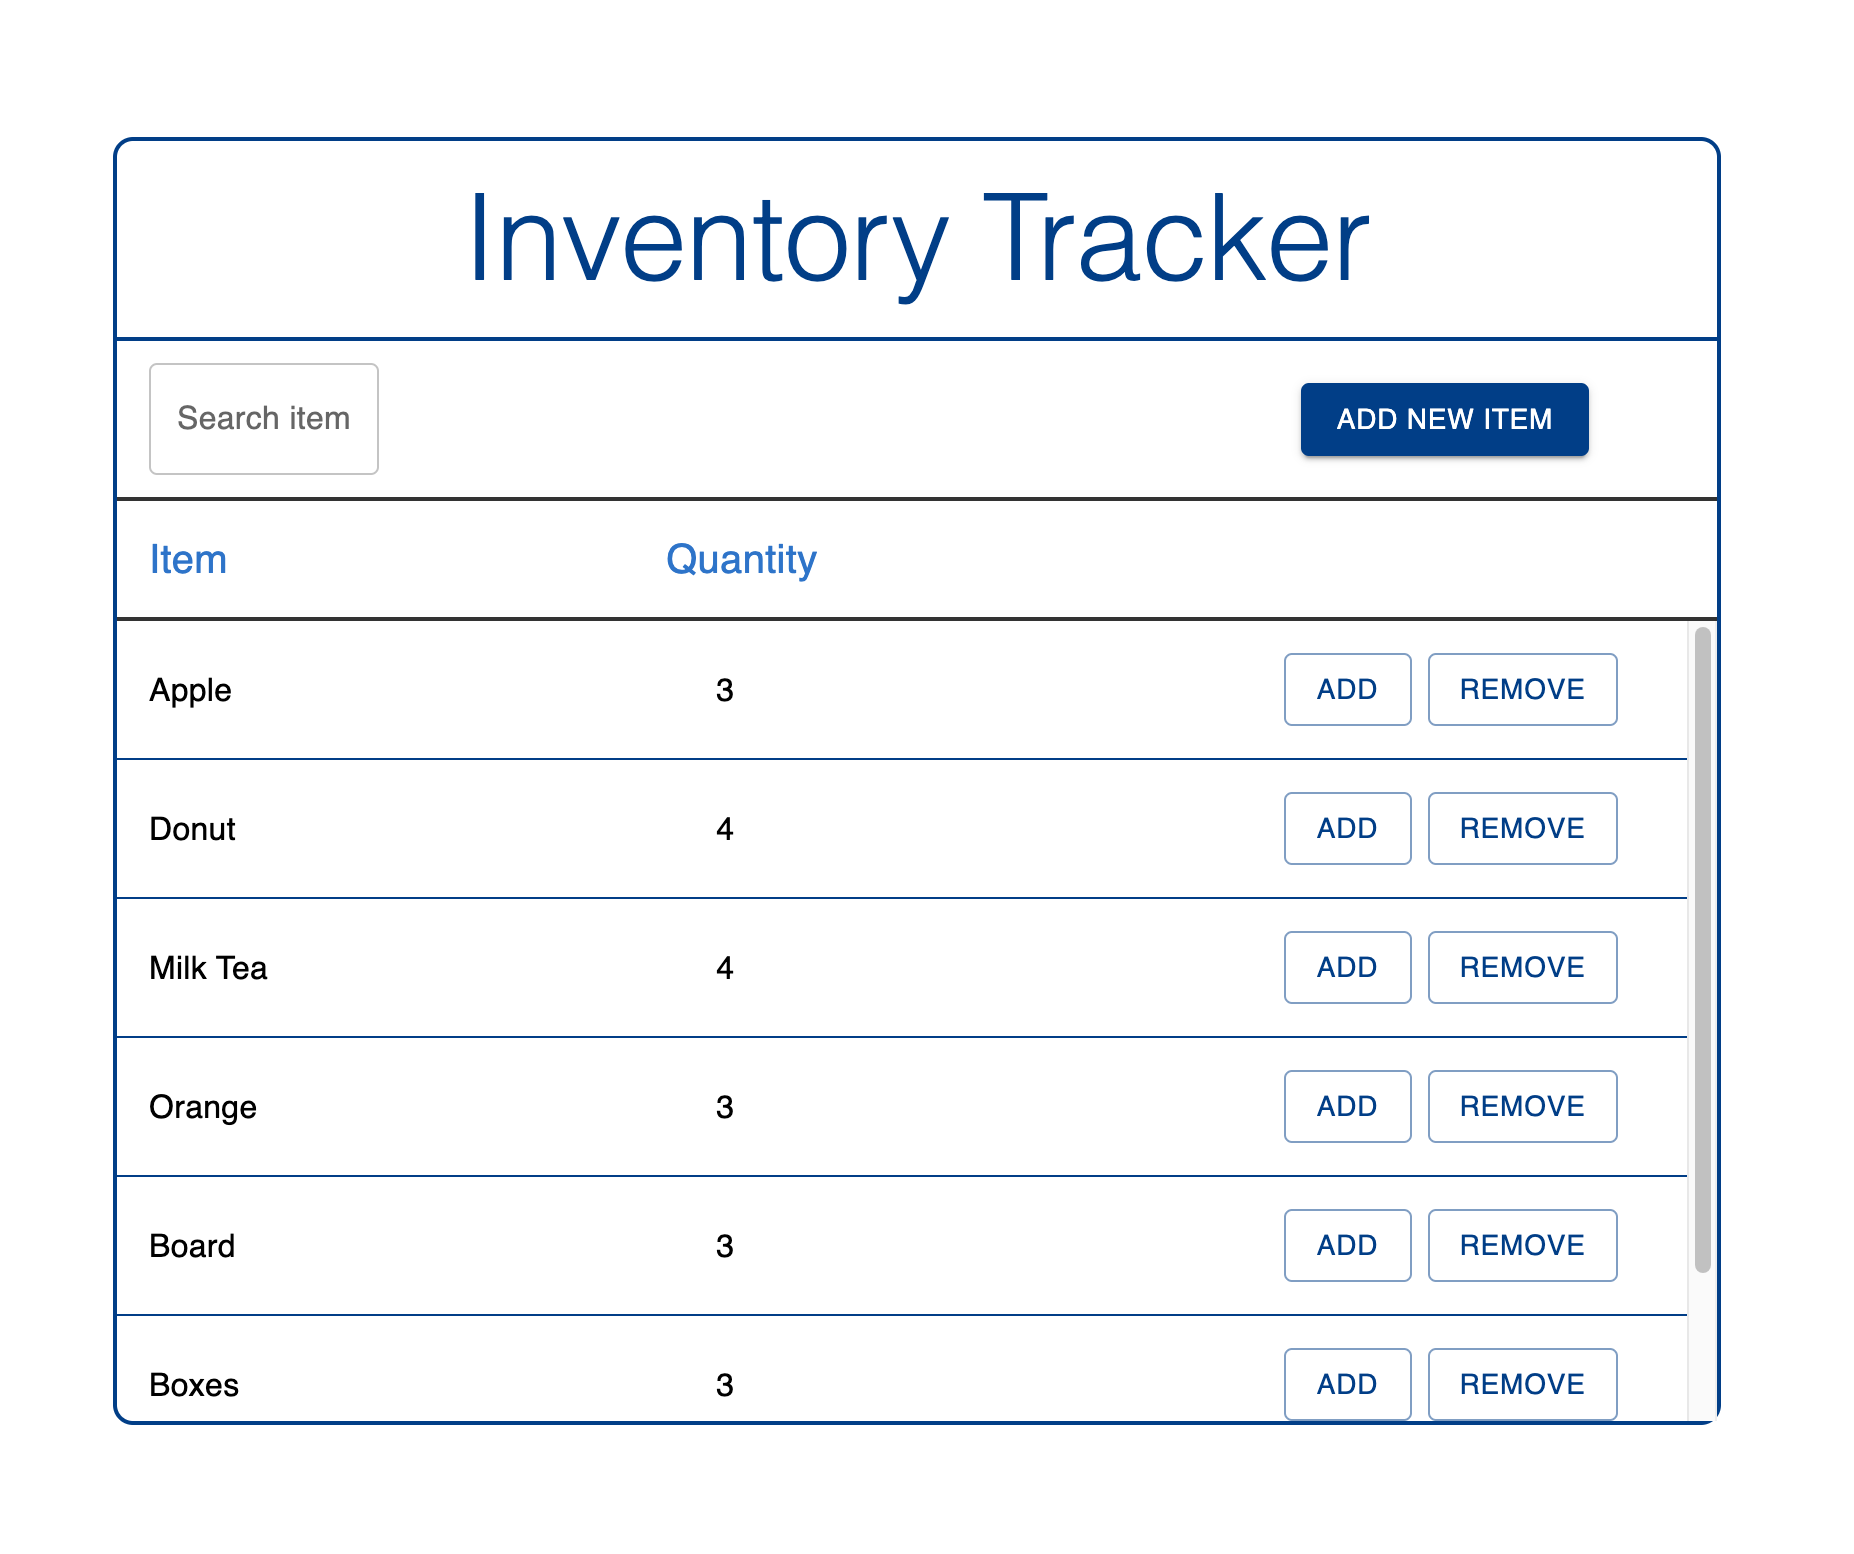 Inventory Tracker
Search item ADD NEW ITEM
Item Quantity
Apple 3 ADD REMOVE
Donut 4 ADD REMOVE
Milk Tea 4 ADD REMOVE
Orange 3 ADD REMOVE
Board 3 ADD REMOVE
Boxes 3 ADD REMOVE